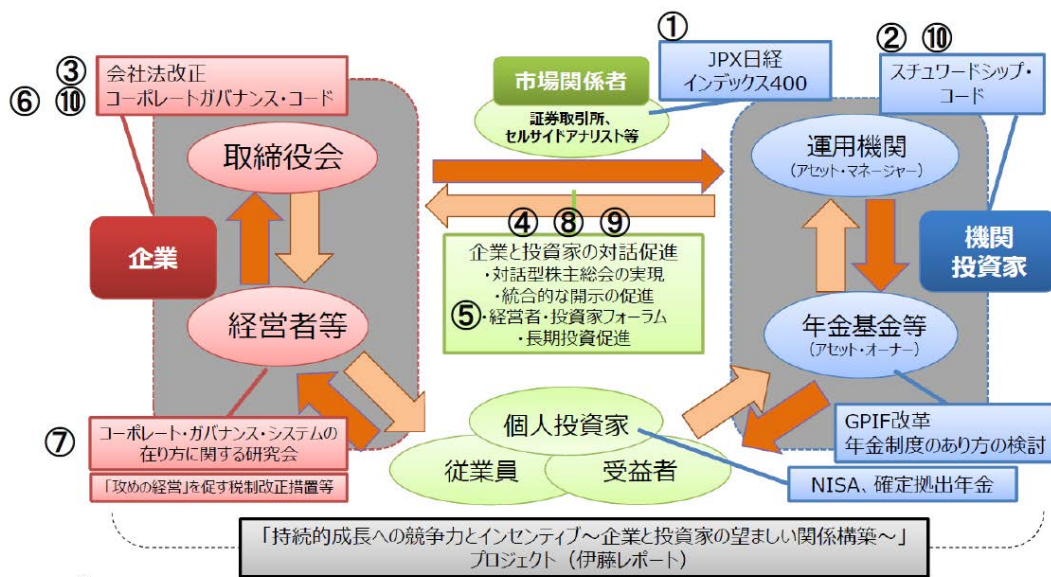 ①
JPX日経
インデックス400
② ⑩
スチュワードシップ・
コード
③
⑥ ⑩
会社法改正
コーポレートガバナンス・コード
市場関係者
証券取引所、
セルサイドアナリスト等
取締役会
運用機関
(アセット・マネージャー)
企業
機関
投資家
④ ⑧ ⑨
企業と投資家の対話促進
・対話型株主総会の実現
・統合的な開示の促進
⑤・経営者・投資家フォーラム
・長期投資促進
経営者等
年金基金等
(アセット・オーナー)
⑦
コーポレート・ガバナンス・システムの
在り方に関する研究会
「攻めの経営」を促す税制改正措置等
個人投資家
従業員
受益者
GPIF改革
年金制度のあり方の検討
NISA、確定拠出年金
「持続的成長への競争力とインセンティブ～企業と投資家の望ましい関係構築～」
プロジェクト（伊藤レポート）